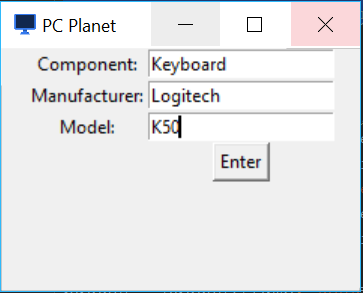 PC Planet
Component: Keyboard
Manufacturer: Logitech
Model: K50
Enter